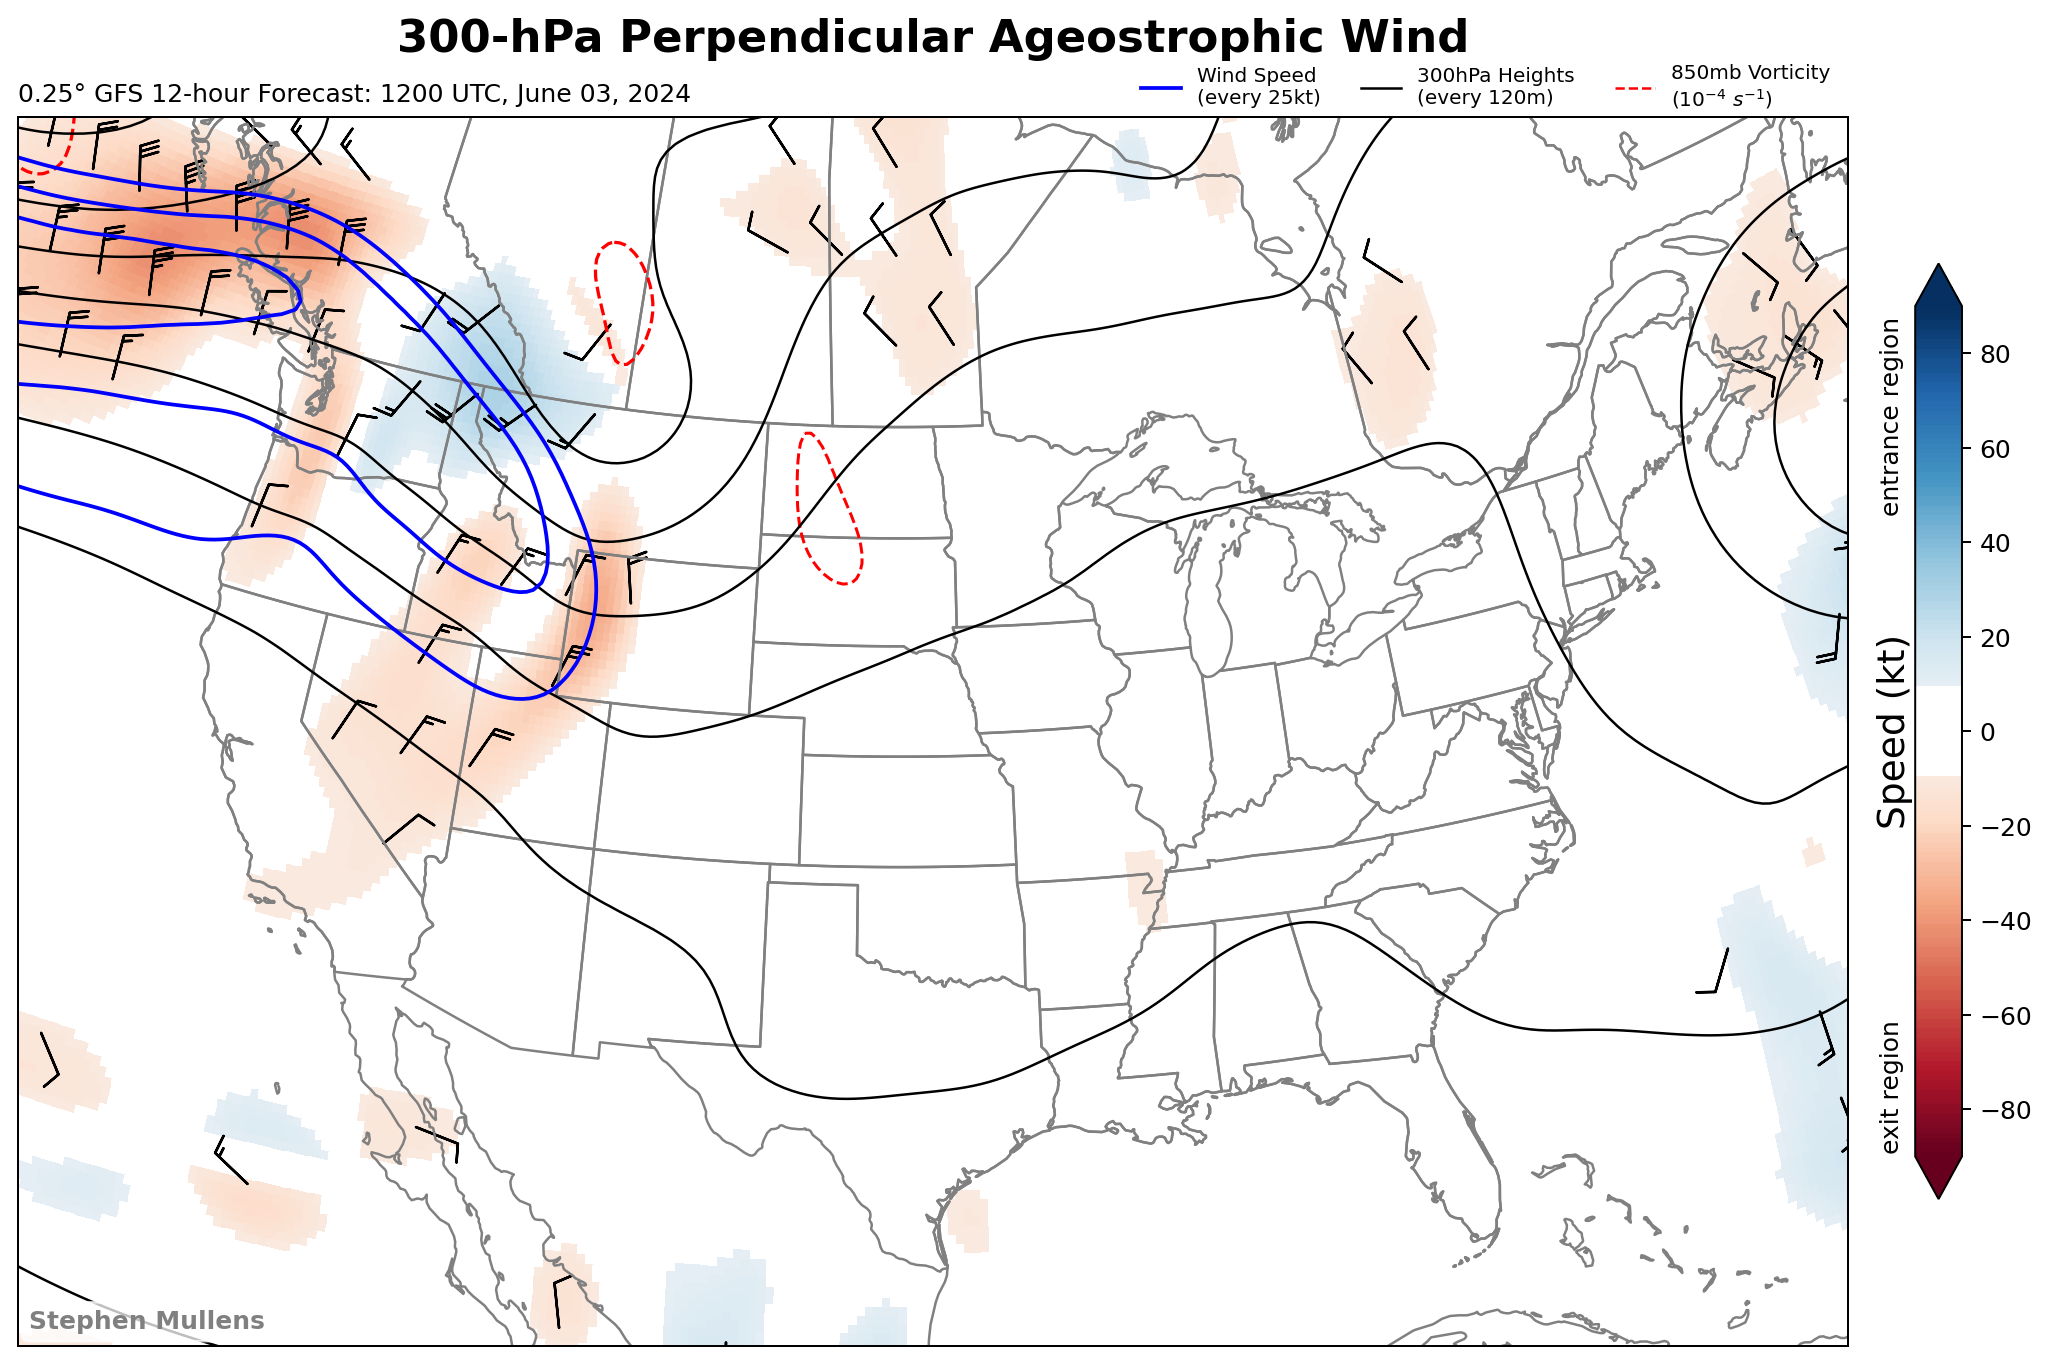 300-hPa Perpendicular Ageostrophic Wind
0.25° GFS 12-hour Forecast: 1200 UTC, June 03, 2024
Wind Speed
(every 25kt)
300hPa Heights
(every 120m)
850mb Vorticity
(10⁻⁴ s⁻¹)
entrance region
Speed (kt)
exit region
80
60
40
20
0
−20
−40
−60
−80
Stephen Mullens